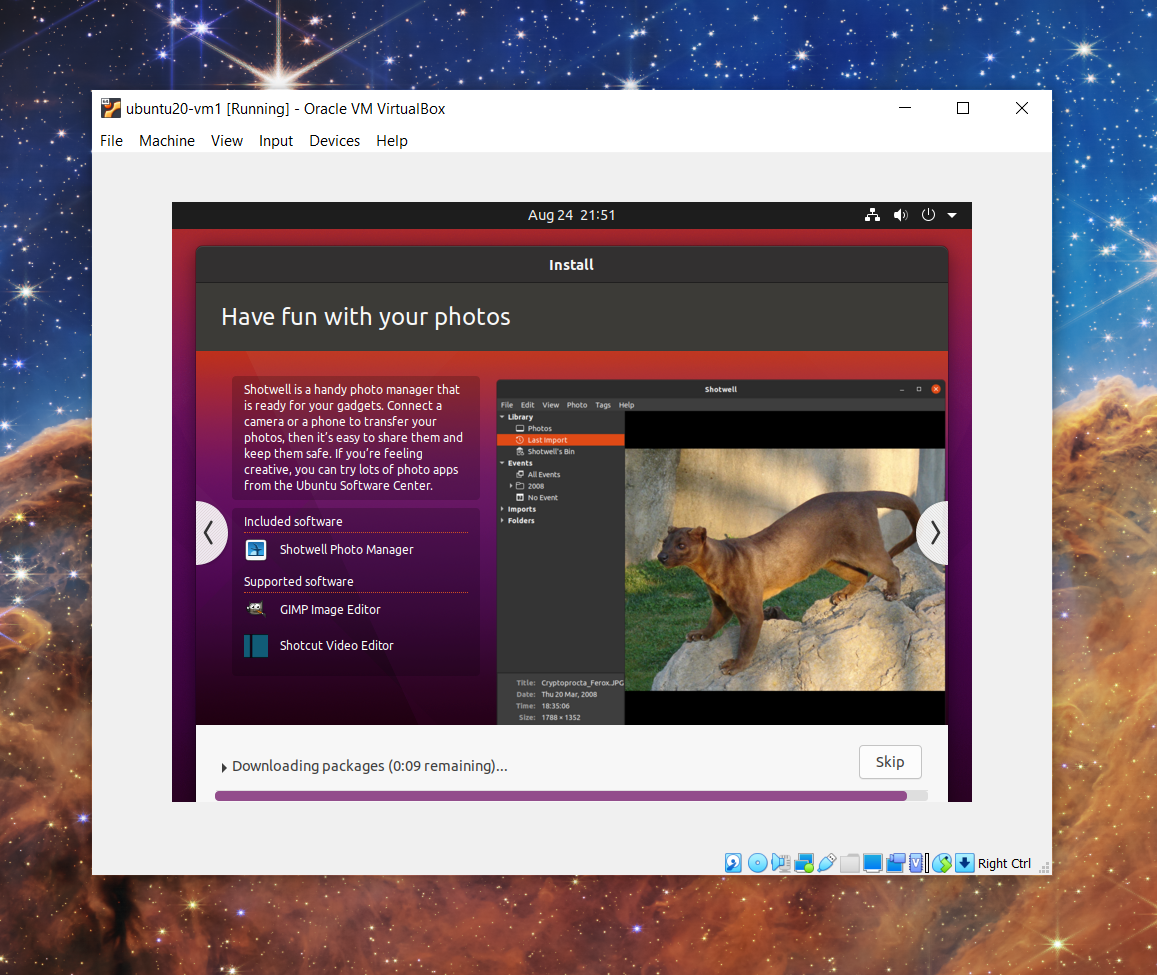 ubuntu20-vm1 [Running] - Oracle VM VirtualBox
File Machine View Input Devices Help
Aug 24 21:51
Install
Have fun with your photos
Shotwell is a handy photo manager that
is ready for your gadgets. Connect a
camera or a phone to transfer your
photos, then it’s easy to share them and
keep them safe. If you’re feeling
creative, you can try lots of photo apps
from the Ubuntu Software Center.
Included software
Shotwell Photo Manager
Supported software
GIMP Image Editor
Shotcut Video Editor
Shotwell
File Edit View Photo Tags Help
Library
Photos
Last Import
Shotwell's Bin
Events
All Events
2008
No Event
Imports
Folders
Title: Cryptoprocta_Ferox.JPG
Date: Thu 20 Mar, 2008
Time: 18:35:06
Size: 1788 × 1352
Downloading packages (0:09 remaining)...
Skip
V
Right Ctrl